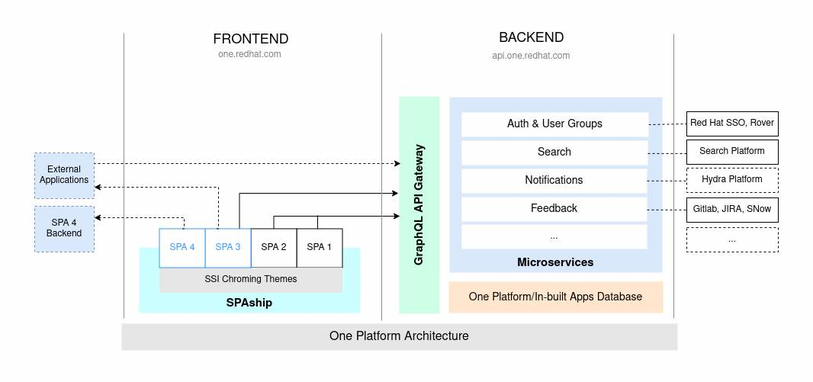 FRONTEND
one.redhat.com
BACKEND
api.one.redhat.com
External
Applications
SPA 4
Backend
SPA 4
SPA 3
SPA 2
SPA 1
SSI Chroming Themes
SPAship
GraphQL API Gateway
Auth & User Groups
Search
Notifications
Feedback
...
Microservices
One Platform/In-built Apps Database
Red Hat SSO, Rover
Search Platform
Hydra Platform
Gitlab, JIRA, SNow
...
One Platform Architecture